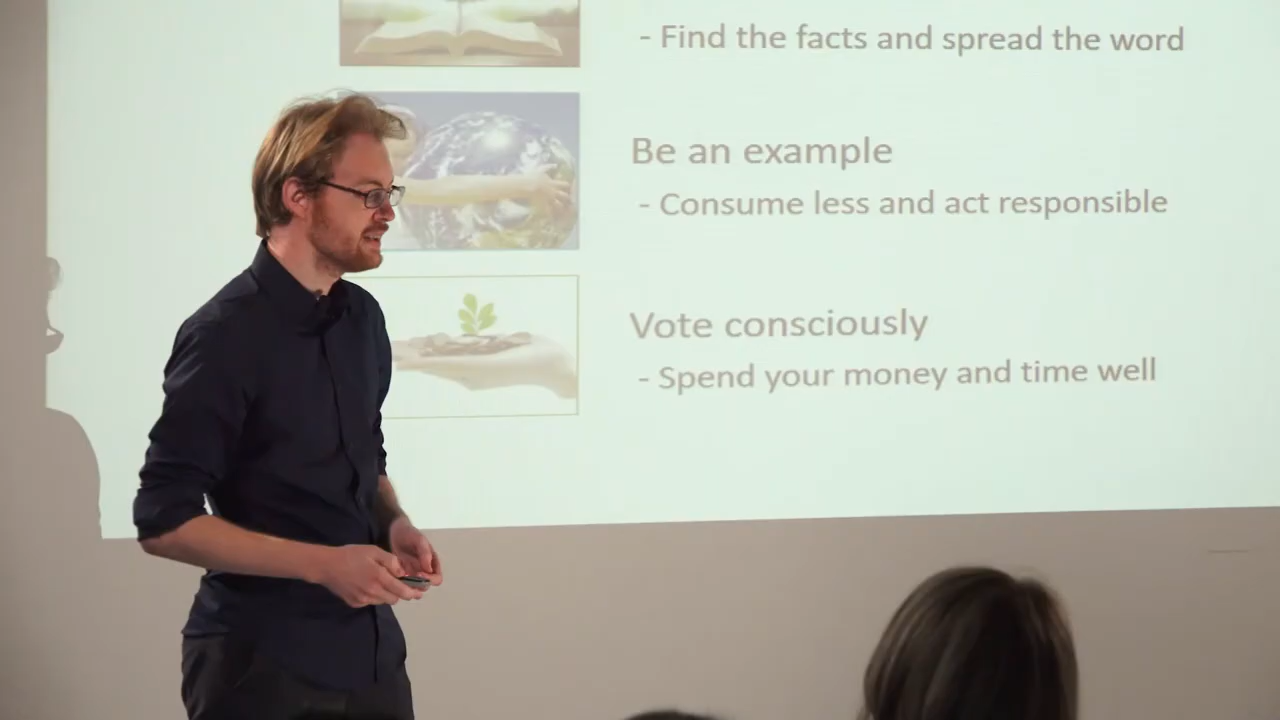 - Find the facts and spread the word
Be an example
- Consume less and act responsible
Vote consciously
- Spend your money and time well